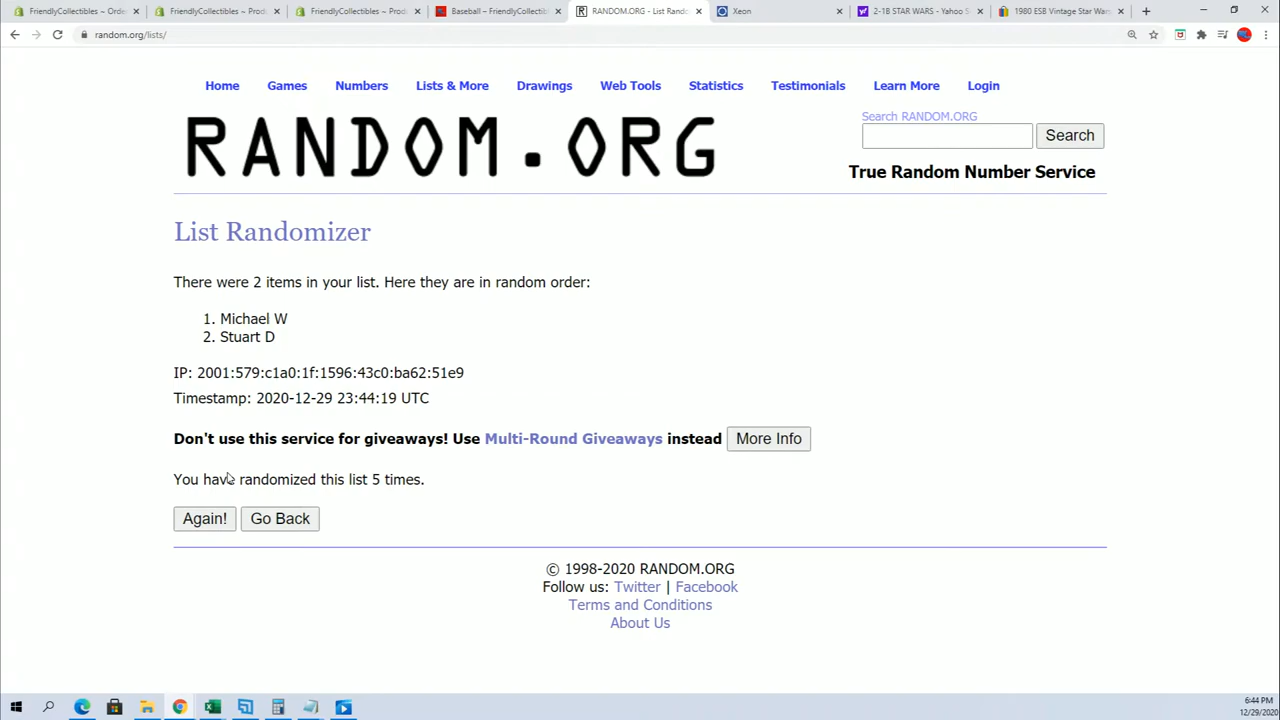 FriendlyCollectibles ~ Orde
FriendlyCollectibles ~ Produ
FriendlyCollectibles ~ Produ
Baseball – FriendlyCollectibl
RANDOM.ORG - List Rando
Xeon
2-1B STAR WARS - Yahoo S
1980 ESB Vintage Star War
random.org/lists/
Home Games Numbers Lists & More Drawings Web Tools Statistics Testimonials Learn More Login
RANDOM.ORG
Search RANDOM.ORG
Search
True Random Number Service
List Randomizer
There were 2 items in your list. Here they are in random order:
1. Michael W
2. Stuart D
IP: 2001:579:c1a0:1f:1596:43c0:ba62:51e9
Timestamp: 2020-12-29 23:44:19 UTC
Don't use this service for giveaways! Use Multi-Round Giveaways instead More Info
You have randomized this list 5 times.
Again! Go Back
© 1998-2020 RANDOM.ORG
Follow us: Twitter | Facebook
Terms and Conditions
About Us
6:44 PM
12/29/2020